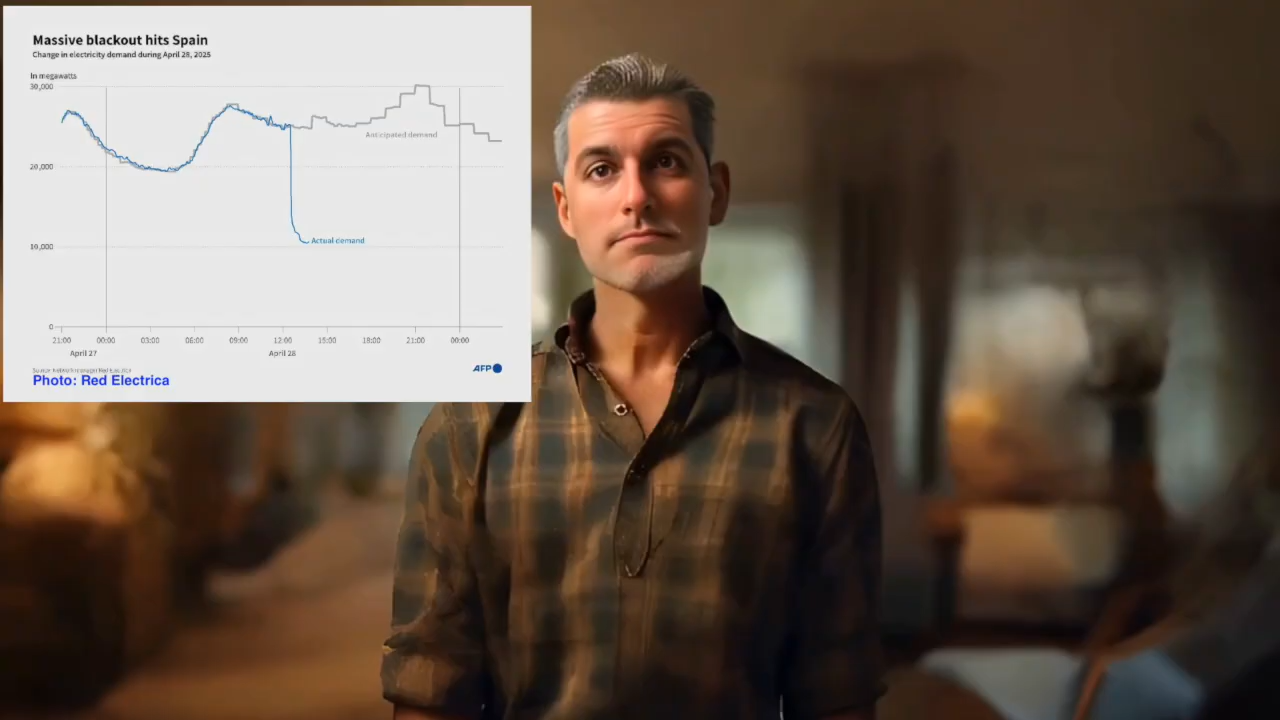 Massive blackout hits Spain
Change in electricity demand during April 28, 2025
In megawatts
30,000
Anticipated demand
20,000
Actual demand
10,000
0
21:00 00:00 03:00 06:00 09:00 12:00 15:00 18:00 21:00 00:00
April 27 April 28
AFP
Photo: Red Electrica